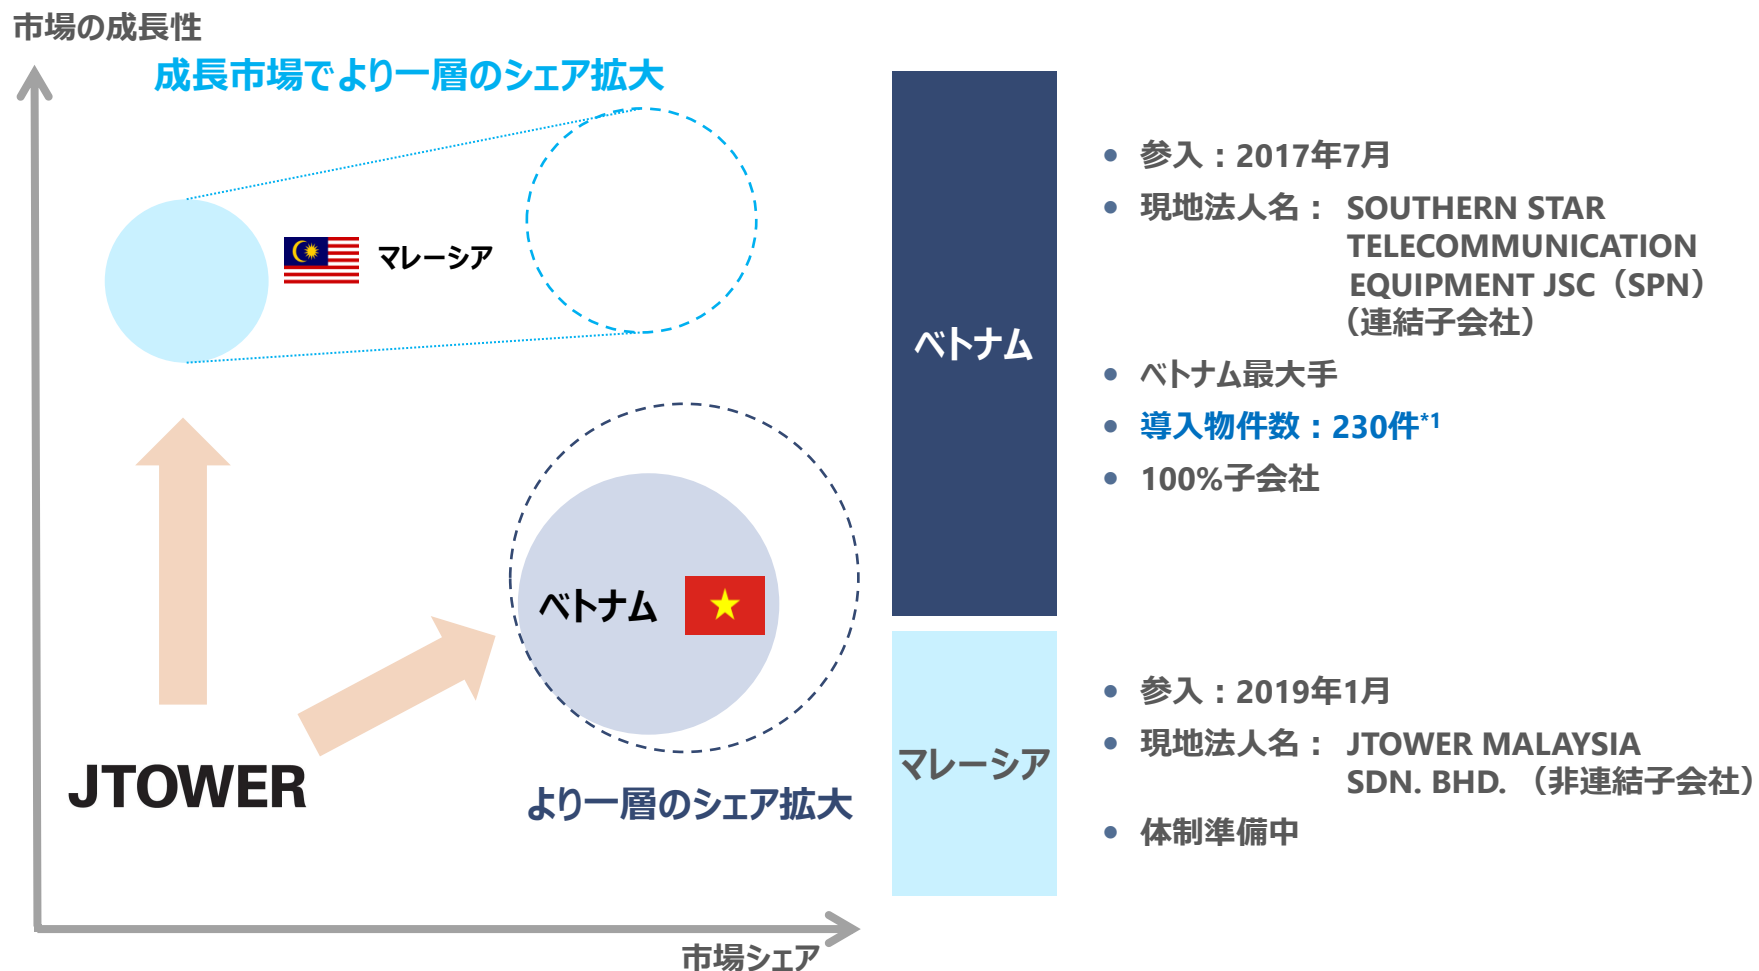 市場の成長性
成長市場でより一層のシェア拡大
マレーシア
ベトナム
JTOWER
より一層のシェア拡大
市場シェア
ベトナム
• 参入：2017年7月
• 現地法人名： SOUTHERN STAR
TELECOMMUNICATION
EQUIPMENT JSC（SPN）
（連結子会社）
• ベトナム最大手
• 導入物件数：230件*1
• 100%子会社
マレーシア
• 参入：2019年1月
• 現地法人名： JTOWER MALAYSIA
SDN. BHD. （非連結子会社）
• 体制準備中